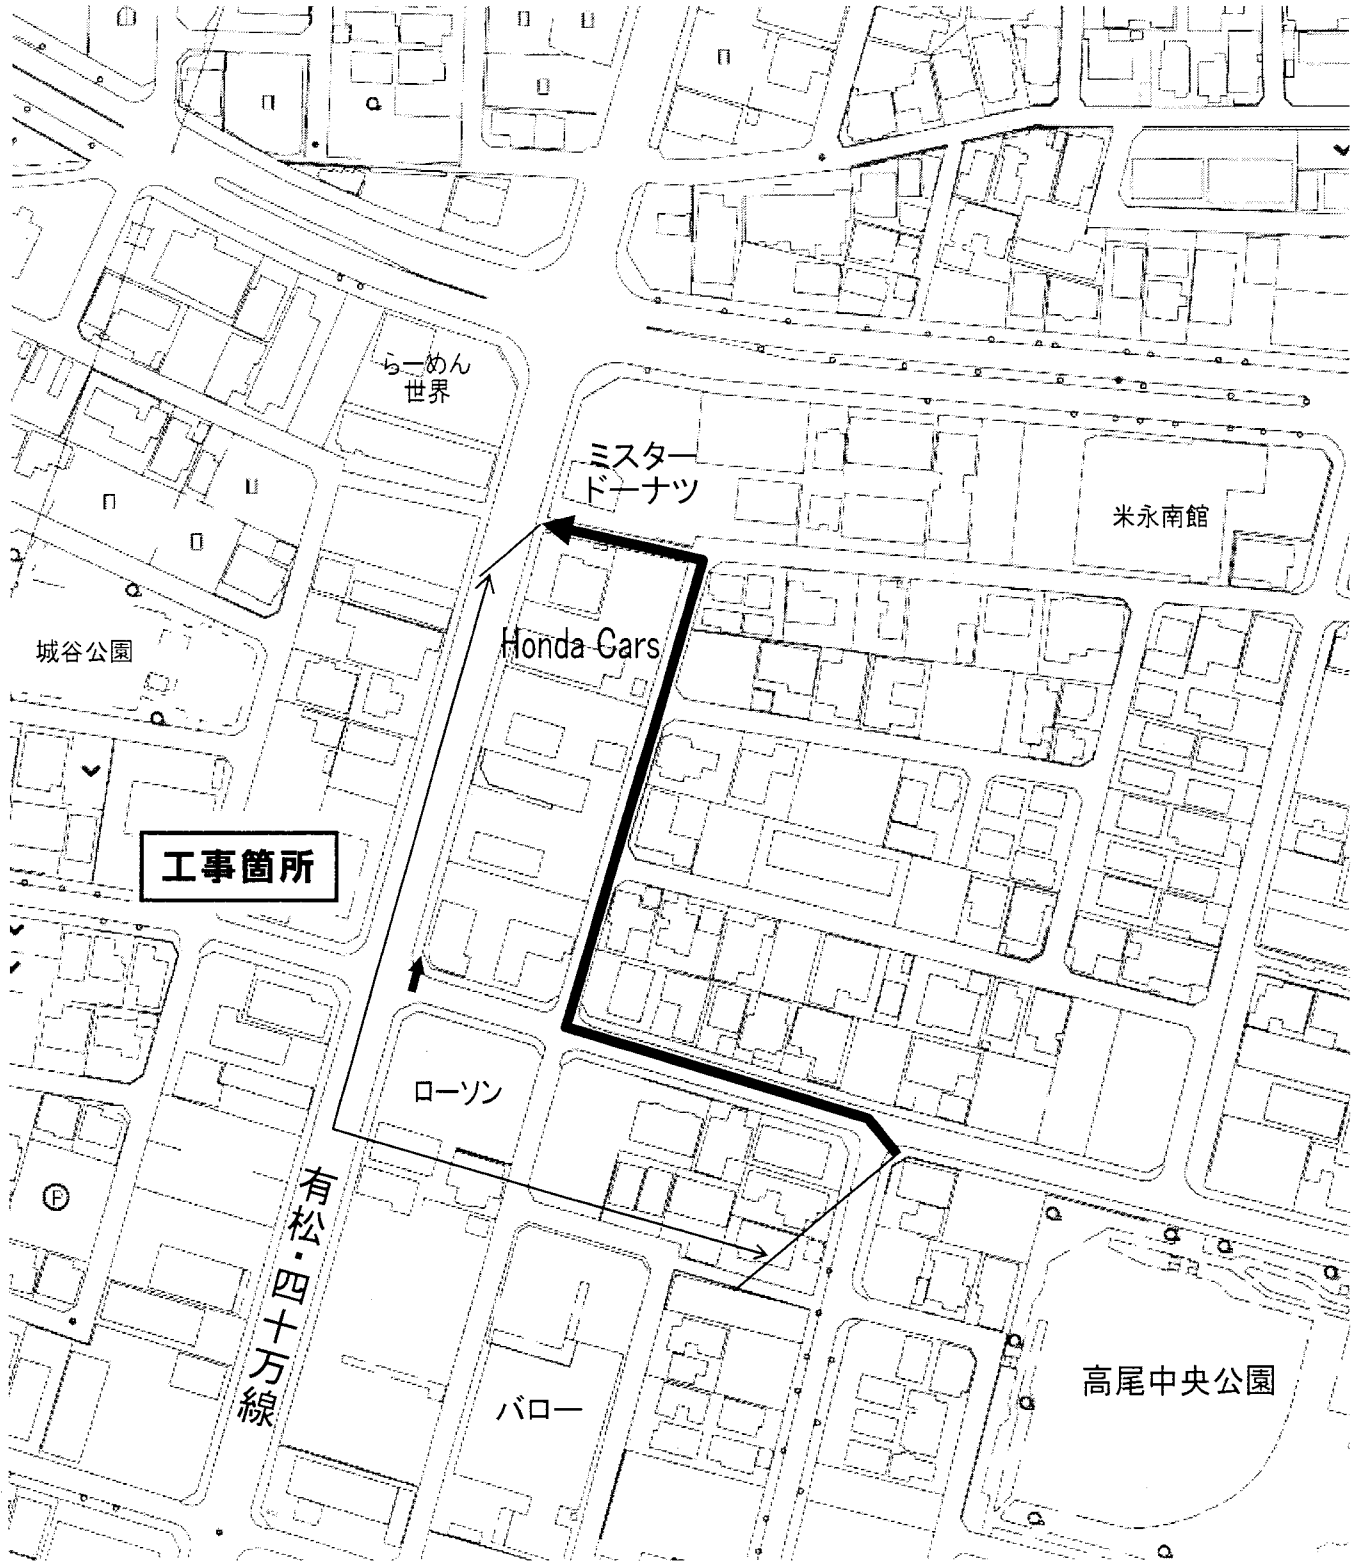 らーめん
世界
ミスター
ドーナツ
米永南館
城谷公園
Honda Cars
工事箇所
ローソン
P
有松・四十万線
バロー
高尾中央公園